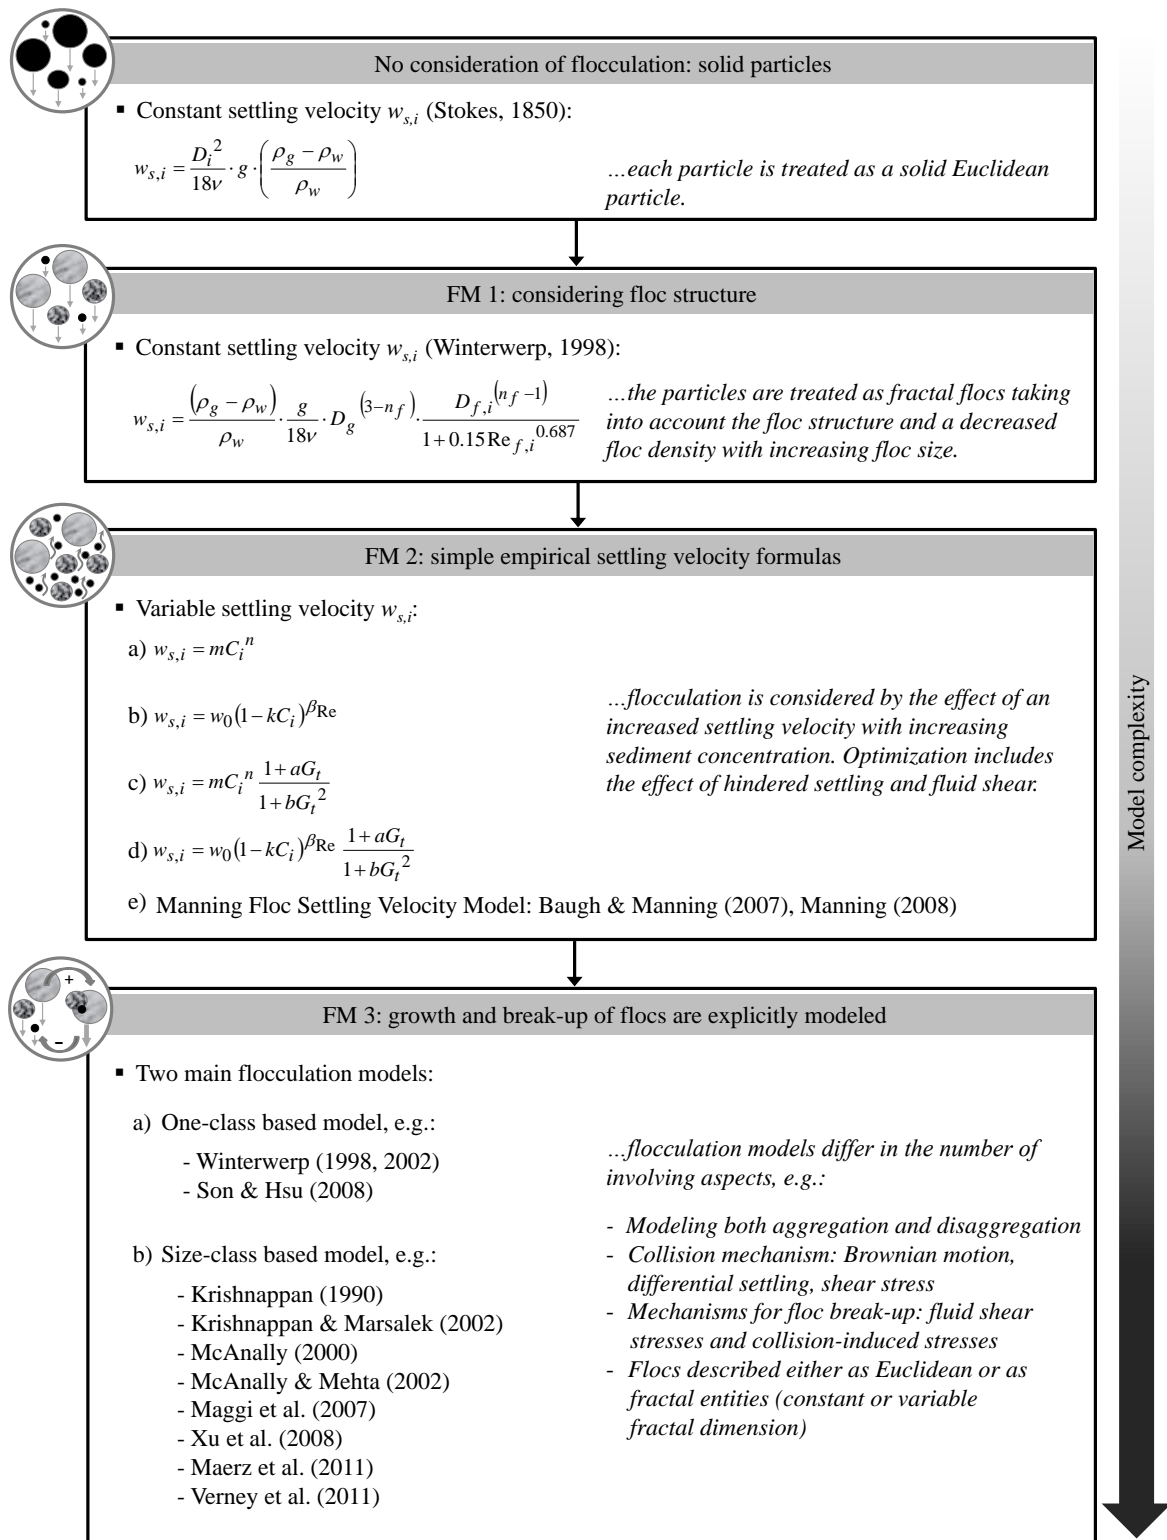 No consideration of flocculation: solid particles
▪ Constant settling velocity w_{s,i} (Stokes, 1850):
w_{s,i} = \frac{D_i^2}{18ν} · g · \left( \frac{ρ_g − ρ_w}{ρ_w} \right)
...each particle is treated as a solid Euclidean
particle.
FM 1: considering floc structure
▪ Constant settling velocity w_{s,i} (Winterwerp, 1998):
w_{s,i} = \frac{(ρ_g − ρ_w)}{ρ_w} · \frac{g}{18ν} · D_g^{(3−n_f)} · \frac{D_{f,i}^{(n_f−1)}}{1 + 0.15 Re_{f,i}^{0.687}}
...the particles are treated as fractal flocs taking
into account the floc structure and a decreased
floc density with increasing floc size.
FM 2: simple empirical settling velocity formulas
▪ Variable settling velocity w_{s,i}:
a) w_{s,i} = mC_i^n
b) w_{s,i} = w_0(1 − kC_i)^{βRe}
c) w_{s,i} = mC_i^n \frac{1 + aG_t}{1 + bG_t^2}
d) w_{s,i} = w_0(1 − kC_i)^{βRe} \frac{1 + aG_t}{1 + bG_t^2}
...flocculation is considered by the effect of an
increased settling velocity with increasing
sediment concentration. Optimization includes
the effect of hindered settling and fluid shear.
e) Manning Floc Settling Velocity Model: Baugh & Manning (2007), Manning (2008)
+
−
FM 3: growth and break-up of flocs are explicitly modeled
▪ Two main flocculation models:
a) One-class based model, e.g.:
- Winterwerp (1998, 2002)
- Son & Hsu (2008)
b) Size-class based model, e.g.:
- Krishnappan (1990)
- Krishnappan & Marsalek (2002)
- McAnally (2000)
- McAnally & Mehta (2002)
- Maggi et al. (2007)
- Xu et al. (2008)
- Maerz et al. (2011)
- Verney et al. (2011)
...flocculation models differ in the number of
involving aspects, e.g.:
- Modeling both aggregation and disaggregation
- Collision mechanism: Brownian motion,
differential settling, shear stress
- Mechanisms for floc break-up: fluid shear
stresses and collision-induced stresses
- Flocs described either as Euclidean or as
fractal entities (constant or variable
fractal dimension)
Model complexity